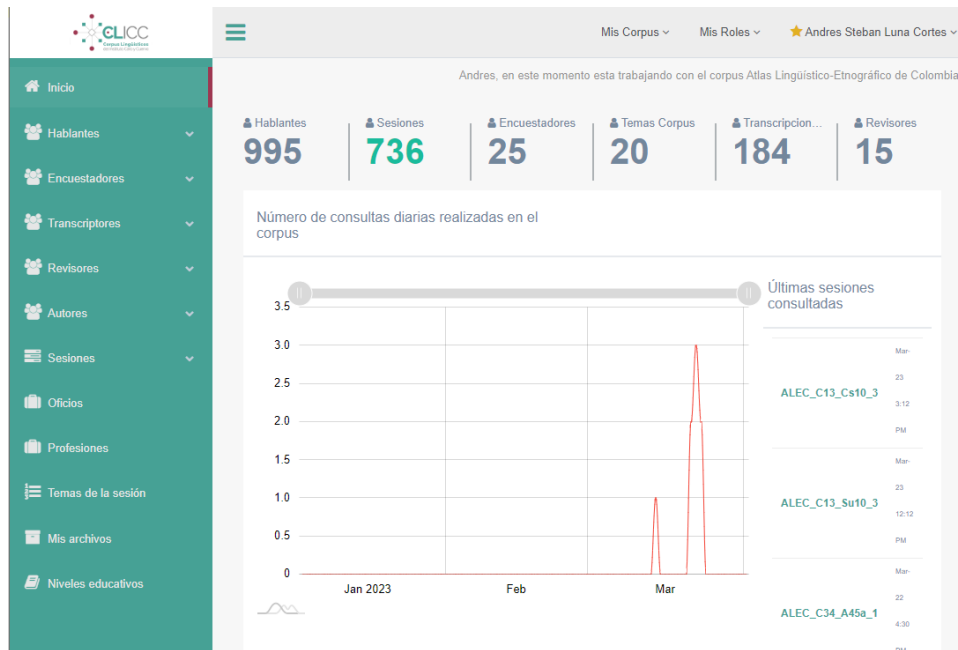 CLICC
Corpus Lingüísticos
Mis Corpus
Mis Roles
Andres Steban Luna Cortes
Andres, en este momento esta trabajando con el corpus Atlas Lingüístico-Etnográfico de Colombia
Inicio
Hablantes
Encuestadores
Transcriptores
Revisores
Autores
Sesiones
Oficios
Profesiones
Temas de la sesión
Mis archivos
Niveles educativos
Hablantes
995
Sesiones
736
Encuestadores
25
Temas Corpus
20
Transcripcion...
184
Revisores
15
Número de consultas diarias realizadas en el
corpus
3.5
3.0
2.5
2.0
1.5
1.0
0.5
0
Jan 2023
Feb
Mar
Últimas sesiones
consultadas
ALEC_C13_Cs10_3
Mar-
23
3:12
PM
ALEC_C13_Su10_3
Mar-
23
12:12
PM
ALEC_C34_A45a_1
Mar-
22
4:30
PM